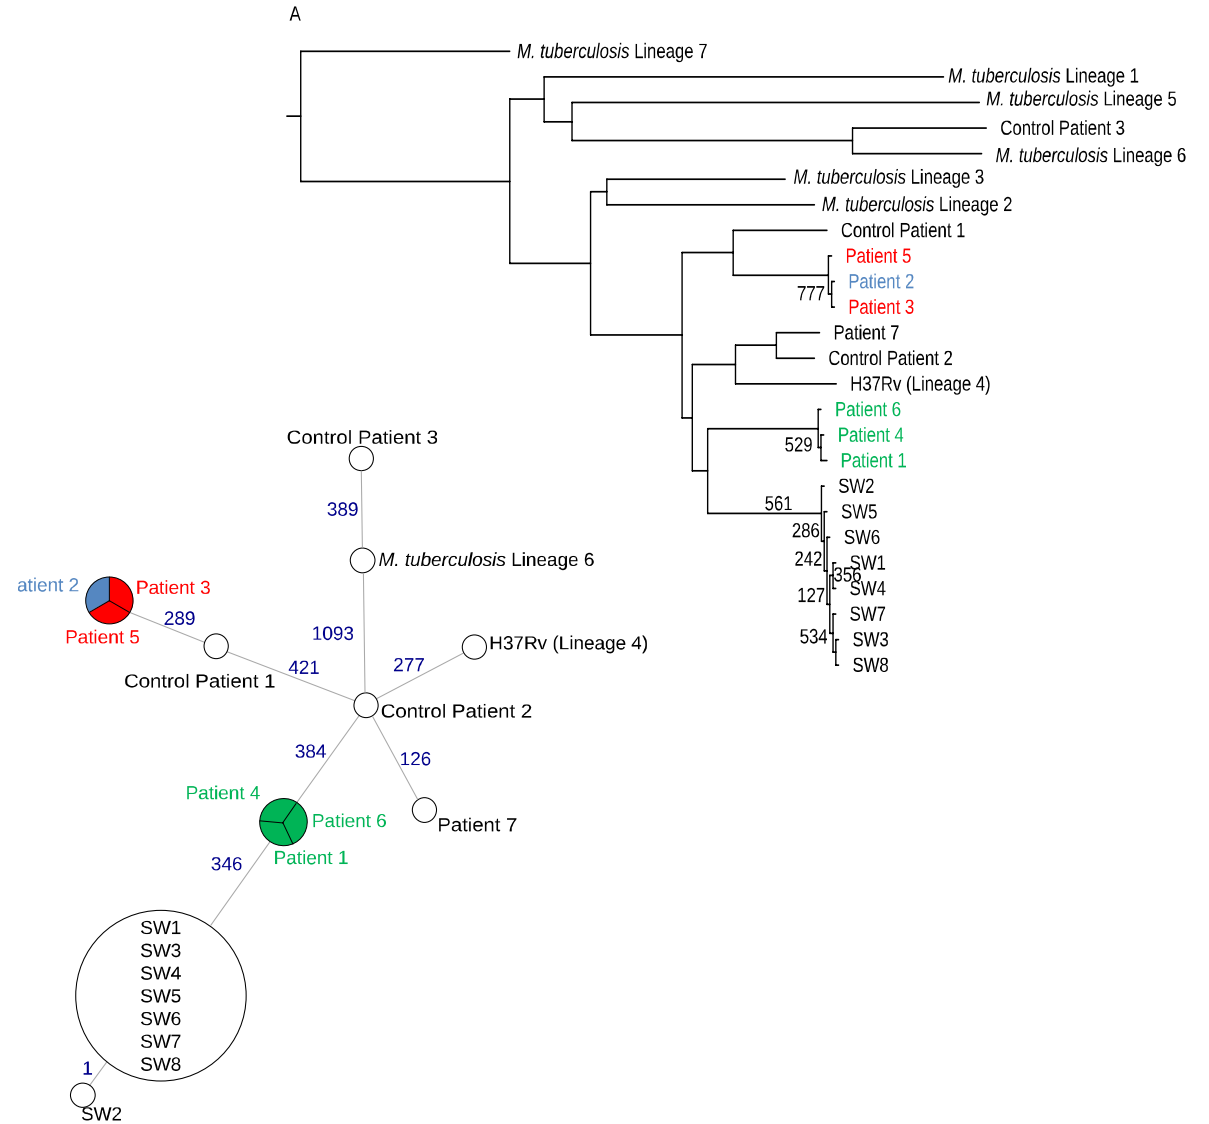 A
M. tuberculosis Lineage 7
M. tuberculosis Lineage 1
M. tuberculosis Lineage 5
Control Patient 3
M. tuberculosis Lineage 6
M. tuberculosis Lineage 3
M. tuberculosis Lineage 2
Control Patient 1
Patient 5
Patient 2
777
Patient 3
Patient 7
Control Patient 2
H37Rv (Lineage 4)
Patient 6
Patient 4
529
Patient 1
SW2
561
SW5
286
SW6
242
SW1
356
SW4
127
SW7
534
SW3
SW8
Control Patient 3
389
M. tuberculosis Lineage 6
atient 2
Patient 3
289
Patient 5
1093
H37Rv (Lineage 4)
421
277
Control Patient 1
Control Patient 2
384
126
Patient 4
Patient 6
Patient 7
Patient 1
346
SW1
SW3
SW4
SW5
SW6
SW7
SW8
1
SW2